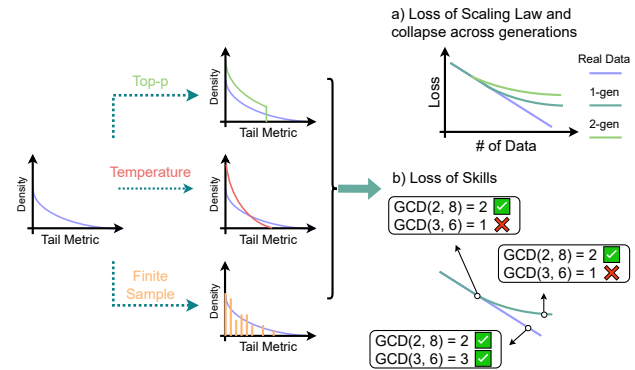 a) Loss of Scaling Law and
collapse across generations
Top-p
Density
Tail Metric
Loss
# of Data
Real Data
1-gen
2-gen
Density
Tail Metric
Temperature
Density
Tail Metric
b) Loss of Skills
GCD(2, 8) = 2 ✅
GCD(3, 6) = 1 ❌
GCD(2, 8) = 2 ✅
GCD(3, 6) = 1 ❌
Finite
Sample
Density
Tail Metric
GCD(2, 8) = 2 ✅
GCD(3, 6) = 3 ✅